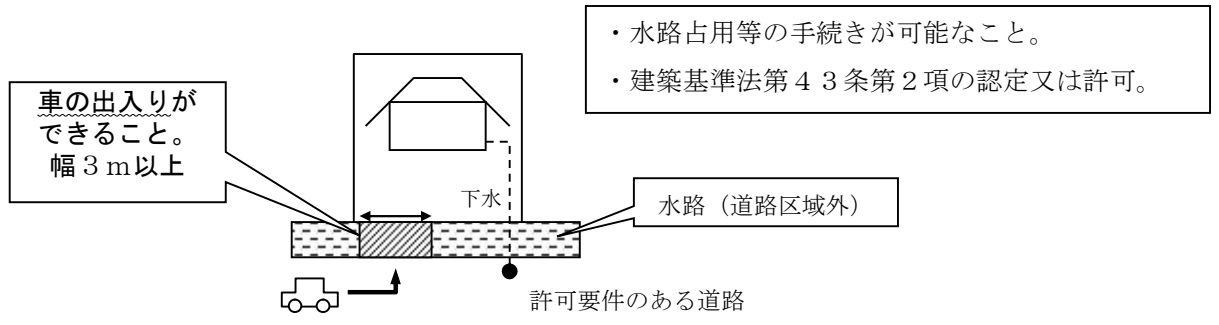 ・水路占用等の手続きが可能なこと。
・建築基準法第４３条第２項の認定又は許可。
車の出入りが
できること。
幅３ｍ以上
下水
水路（道路区域外）
許可要件のある道路